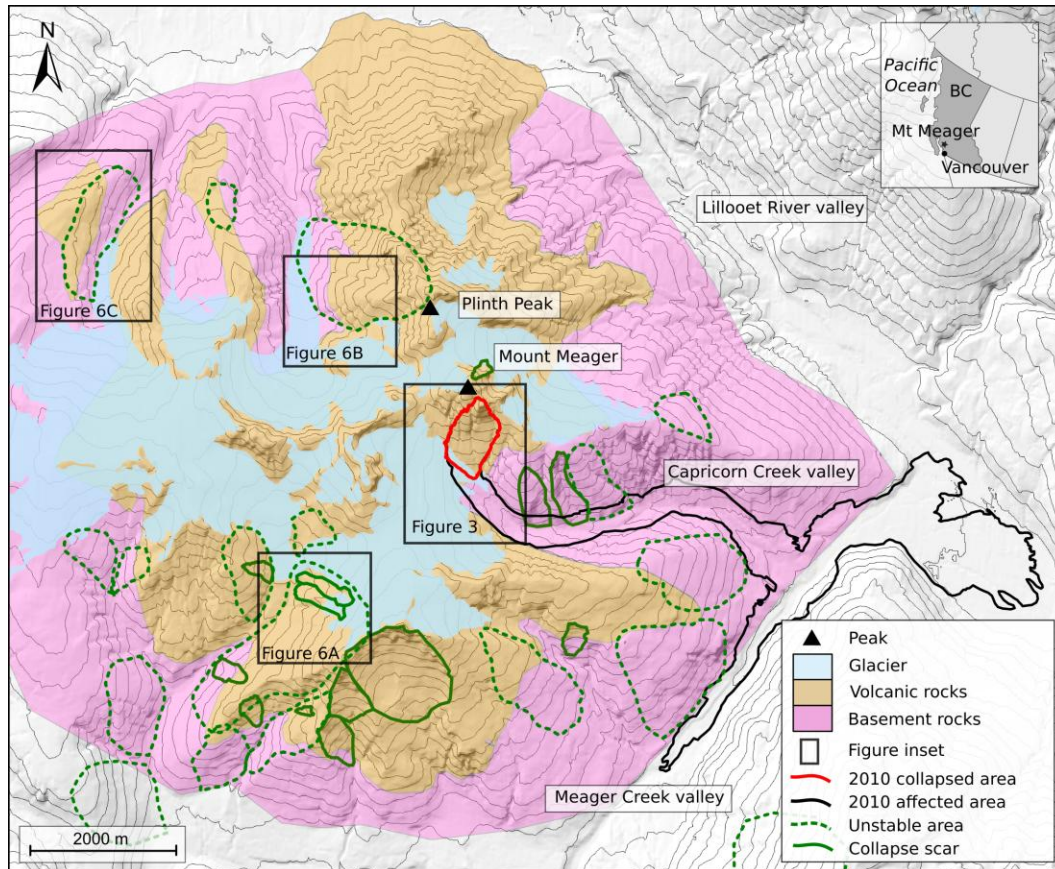 N
Pacific
Ocean
BC
Mt Meager
Vancouver
Lillooet River valley
Figure 6C
Figure 6B
Plinth Peak
Mount Meager
Capricorn Creek valley
Figure 3
Figure 6A
Meager Creek valley
2000 m
Peak
Glacier
Volcanic rocks
Basement rocks
Figure inset
2010 collapsed area
2010 affected area
Unstable area
Collapse scar